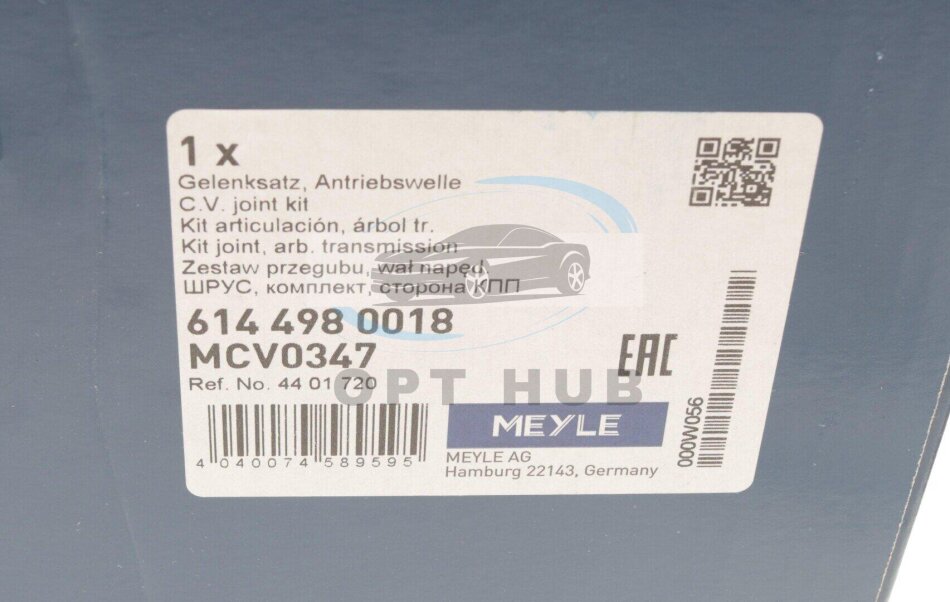 1 x
Gelenksatz, Antriebswelle
C.V. joint kit
Kit articulación, árbol tr.
Kit joint, arb. transmission
Zestaw przegubu, wał napęd.
ШРУС, комплект, сторона КПП
614 498 0018
MCV0347
Ref. No. 44 01 720
EAC
OPT HUB
MEYLE
4 040074 589595
MEYLE AG
Hamburg 22143, Germany
000W056